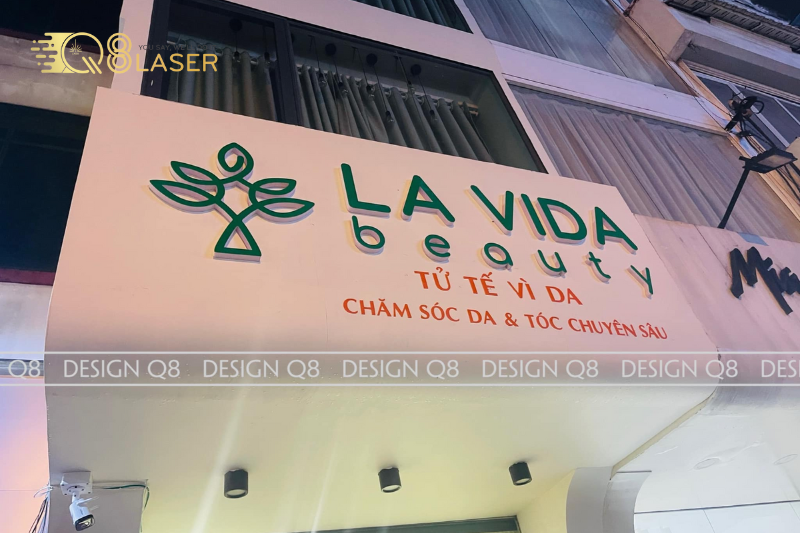 Q8 LASER
LA VIDA
beauty
TỬ TẾ VÌ DA
CHĂM SÓC DA & TÓC CHUYÊN SÂU
Q8 DESIGN Q8 DESIGN Q8 DESIGN Q8 DESIGN Q8 DESIGN Q8